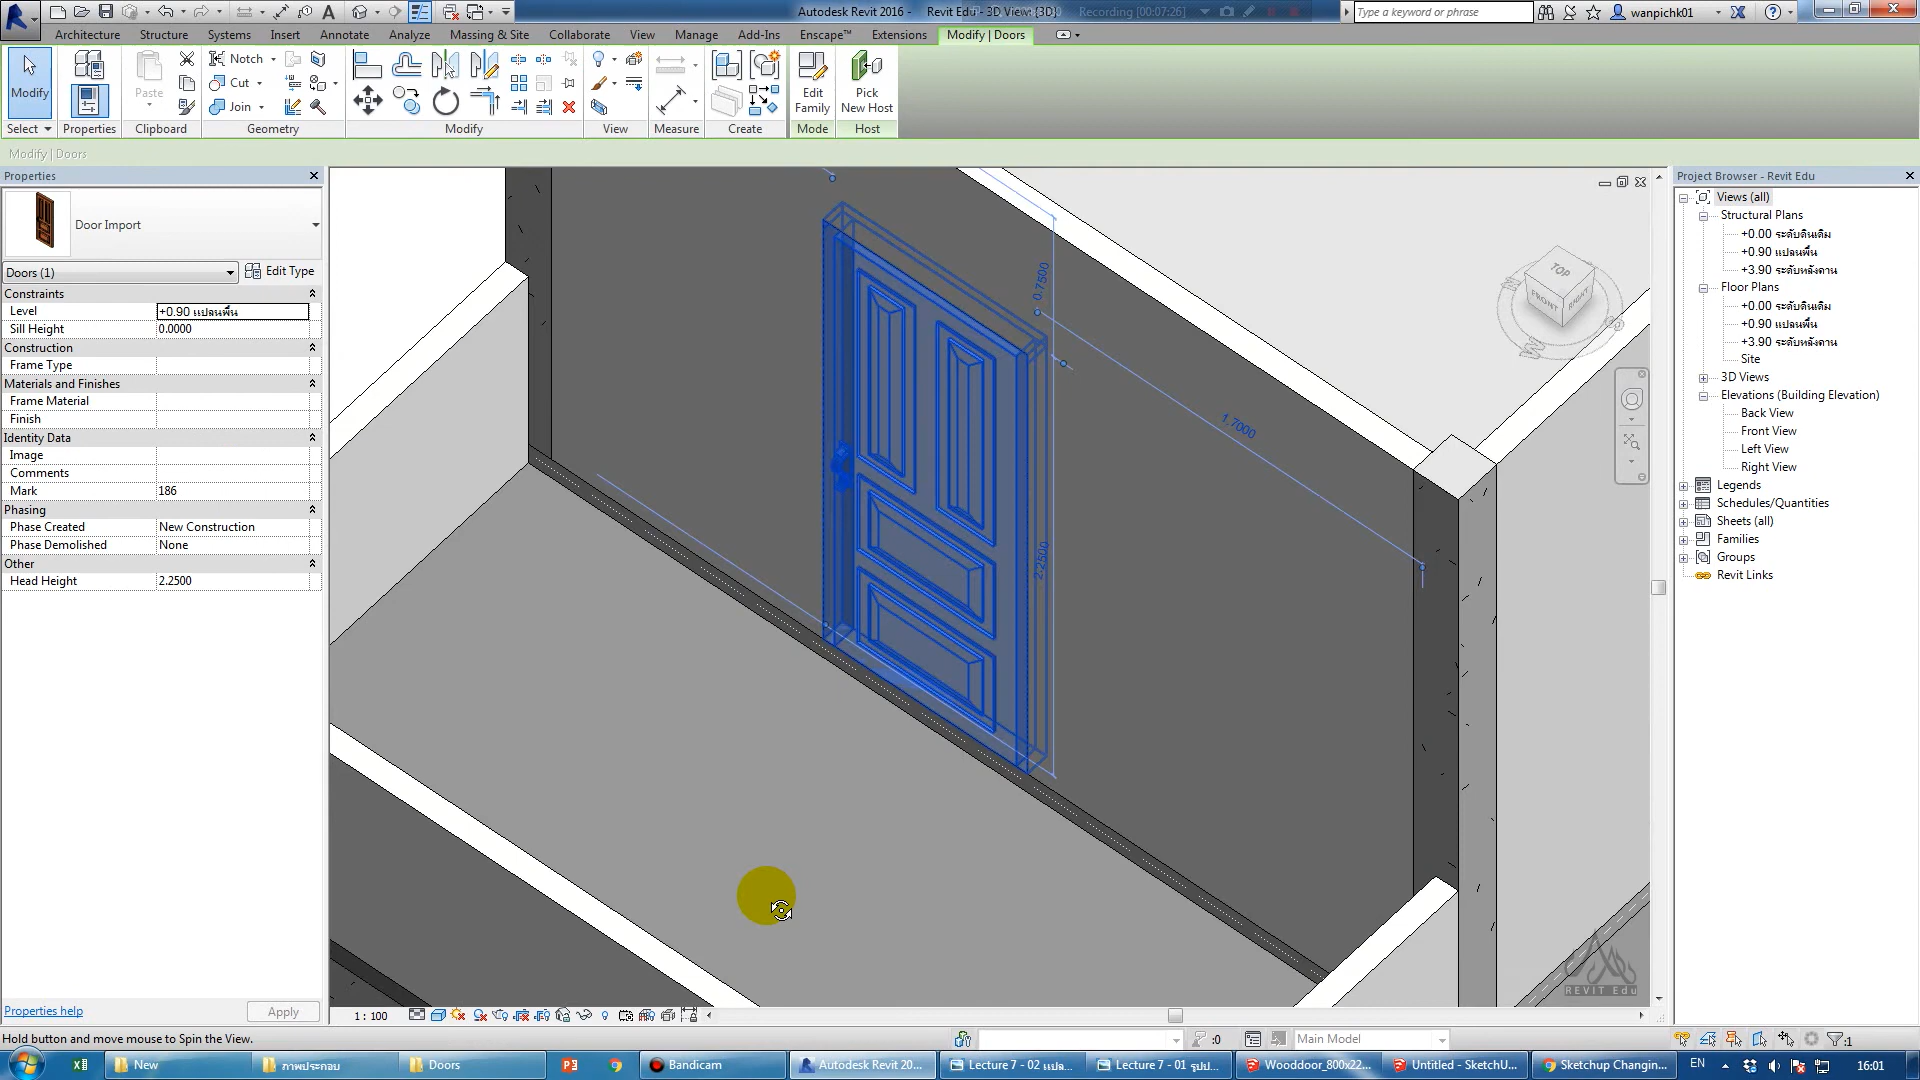 Autodesk Revit 2016 - Revit Edu - 3D View: {3D}
Recording [00:07:26]
Type a keyword or phrase
wanpichk01
Architecture Structure Systems Insert Annotate Analyze Massing & Site Collaborate View Manage Add-Ins Enscape™ Extensions Modify | Doors
Modify
Paste
Notch
Cut
Join
Edit Family
Pick New Host
Select Properties Clipboard Geometry Modify View Measure Create Mode Host
Modify | Doors
Properties
Door Import
Doors (1)
Edit Type
Constraints
Level +0.90 แปลนพื้น
Sill Height 0.0000
Construction
Frame Type
Materials and Finishes
Frame Material
Finish
Identity Data
Image
Comments
Mark 186
Phasing
Phase Created New Construction
Phase Demolished None
Other
Head Height 2.2500
Properties help
Apply
0.7500
1.7000
2.2500
TOP
FRONT
RIGHT
REVIT Edu
Project Browser - Revit Edu
Views (all)
Structural Plans
+0.00 ระดับดินเดิม
+0.90 แปลนพื้น
+3.90 ระดับหลังคาน
Floor Plans
+0.00 ระดับดินเดิม
+0.90 แปลนพื้น
+3.90 ระดับหลังคาน
Site
3D Views
Elevations (Building Elevation)
Back View
Front View
Left View
Right View
Legends
Schedules/Quantities
Sheets (all)
Families
Groups
Revit Links
1 : 100
Hold button and move mouse to Spin the View.
:0
Main Model
:1
New
ภาพประกอบ
Doors
Bandicam
Autodesk Revit 20...
Lecture 7 - 02 แปล...
Lecture 7 - 01 รูปป...
Wooddoor_800x22...
Untitled - SketchU...
Sketchup Changin...
EN
16:01